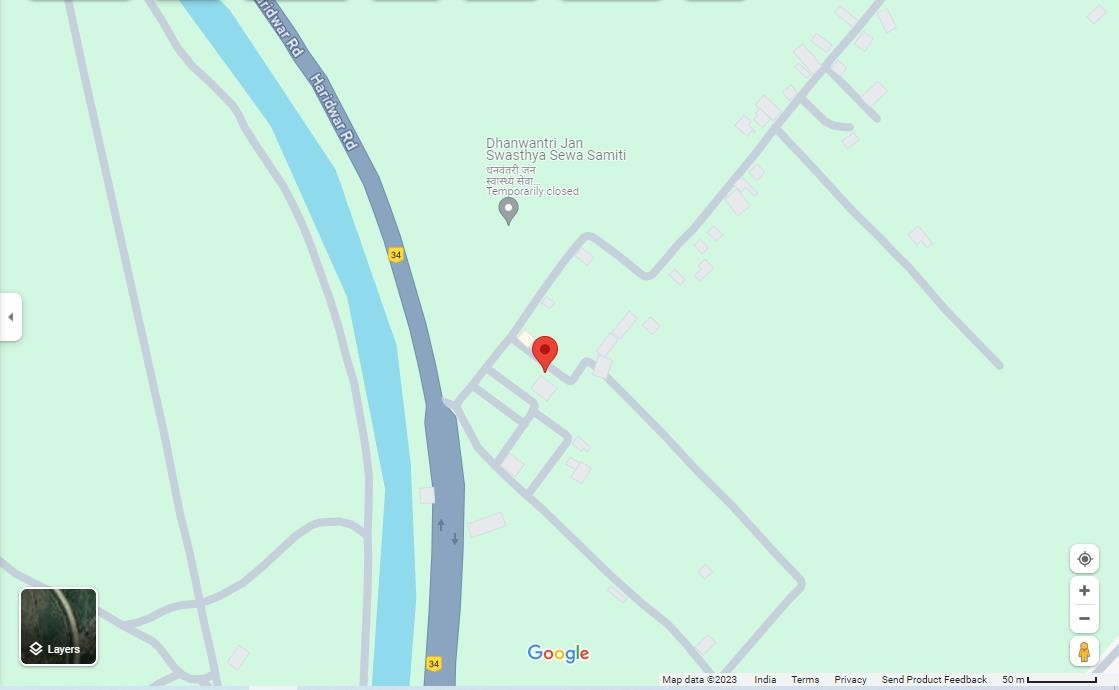 Haridwar Rd
Haridwar Rd
Dhanwantri Jan
Swasthya Sewa Samiti
धनवंतरी जन
स्वास्थ्य सेवा...
Temporarily closed
34
34
Layers
Google
Map data ©2023 India Terms Privacy Send Product Feedback 50 m